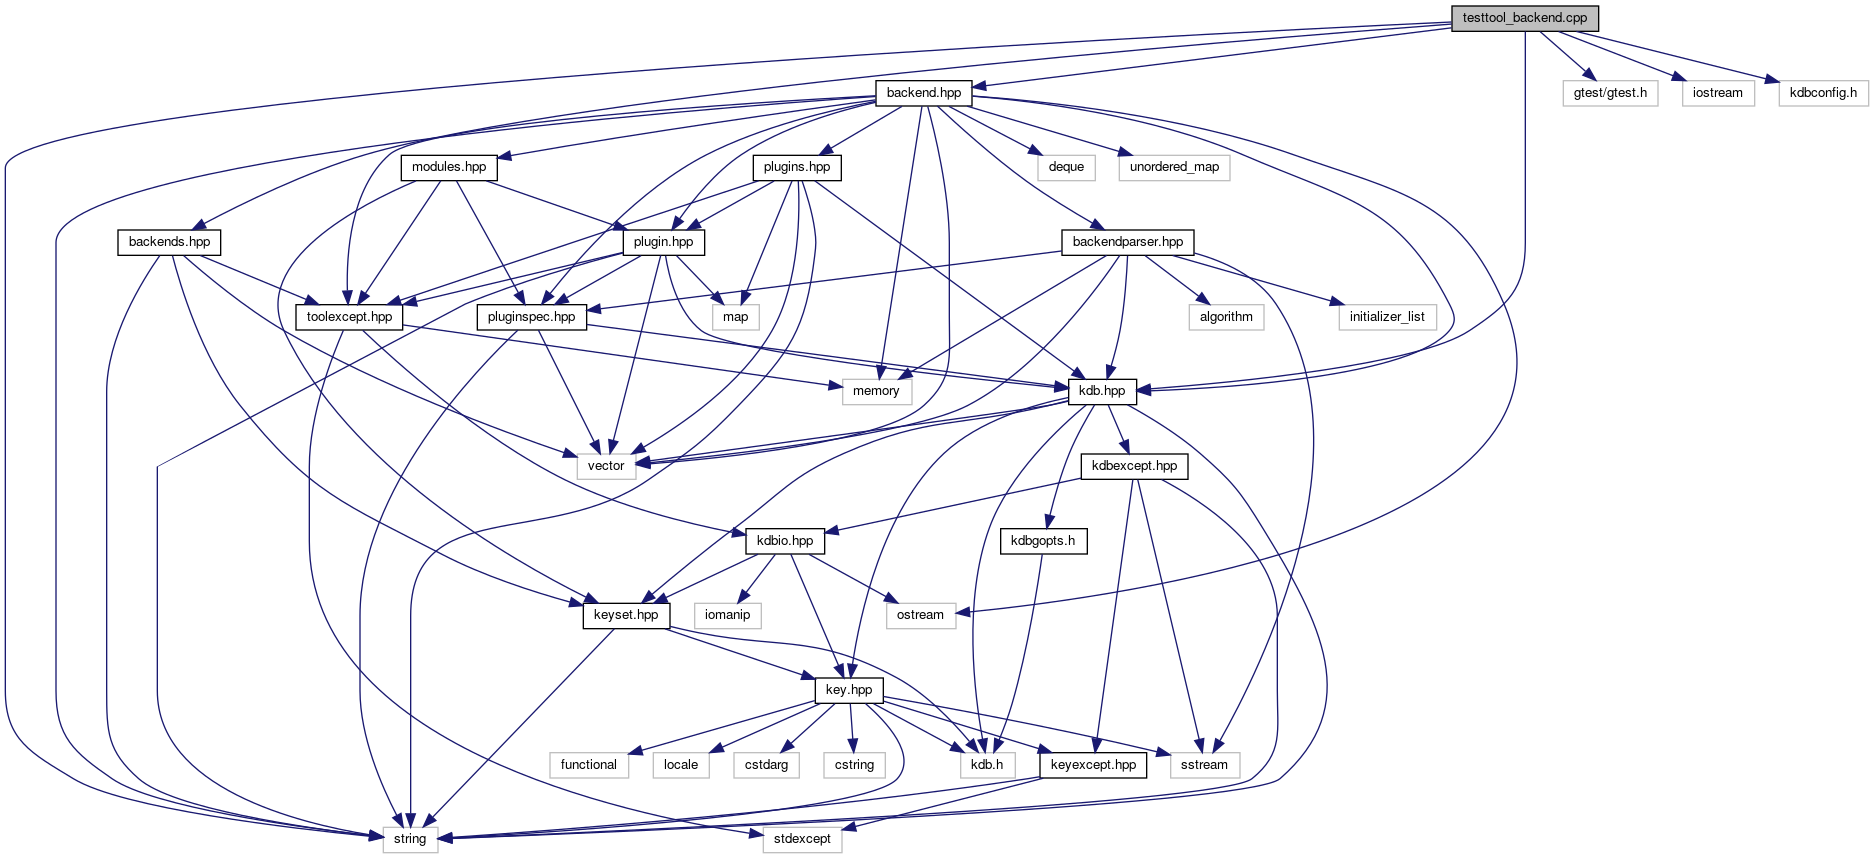 testtool_backend.cpp
backend.hpp
gtest/gtest.h
iostream
kdbconfig.h
modules.hpp
plugins.hpp
deque
unordered_map
backends.hpp
plugin.hpp
backendparser.hpp
toolexcept.hpp
pluginspec.hpp
map
algorithm
initializer_list
memory
kdb.hpp
vector
kdbexcept.hpp
kdbio.hpp
kdbgopts.h
keyset.hpp
iomanip
ostream
key.hpp
functional
locale
cstdarg
cstring
kdb.h
keyexcept.hpp
sstream
string
stdexcept